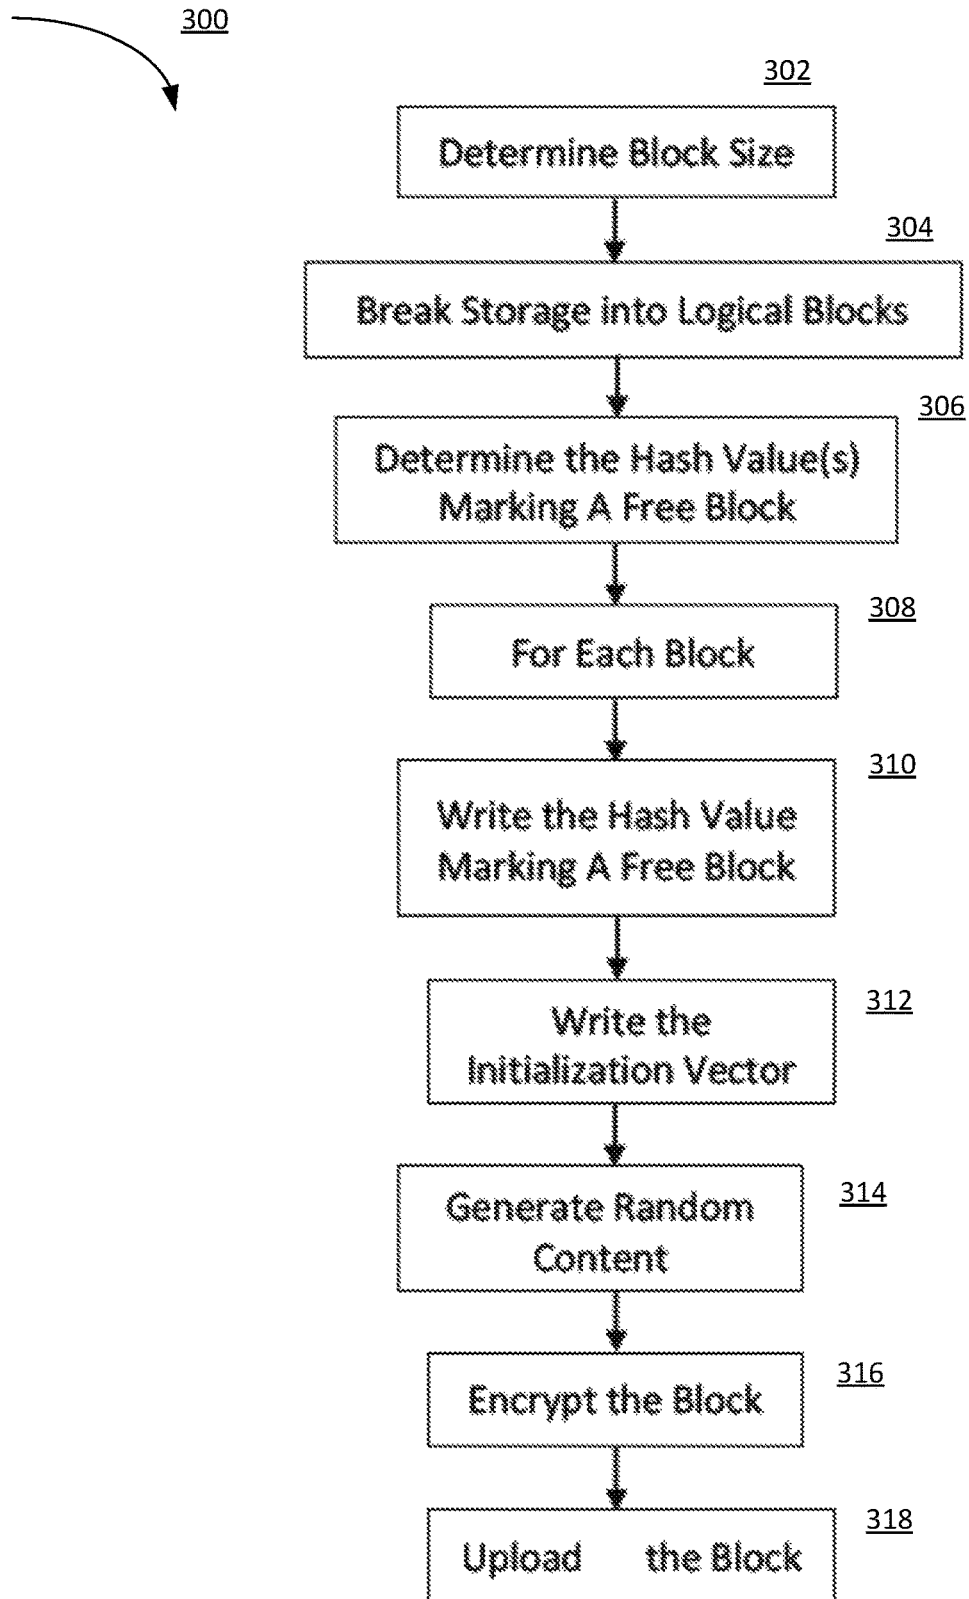 300
302
Determine Block Size
304
Break Storage into Logical Blocks
306
Determine the Hash Value(s)
Marking A Free Block
308
For Each Block
310
Write the Hash Value
Marking A Free Block
312
Write the
Initialization Vector
314
Generate Random
Content
316
Encrypt the Block
318
Upload the Block